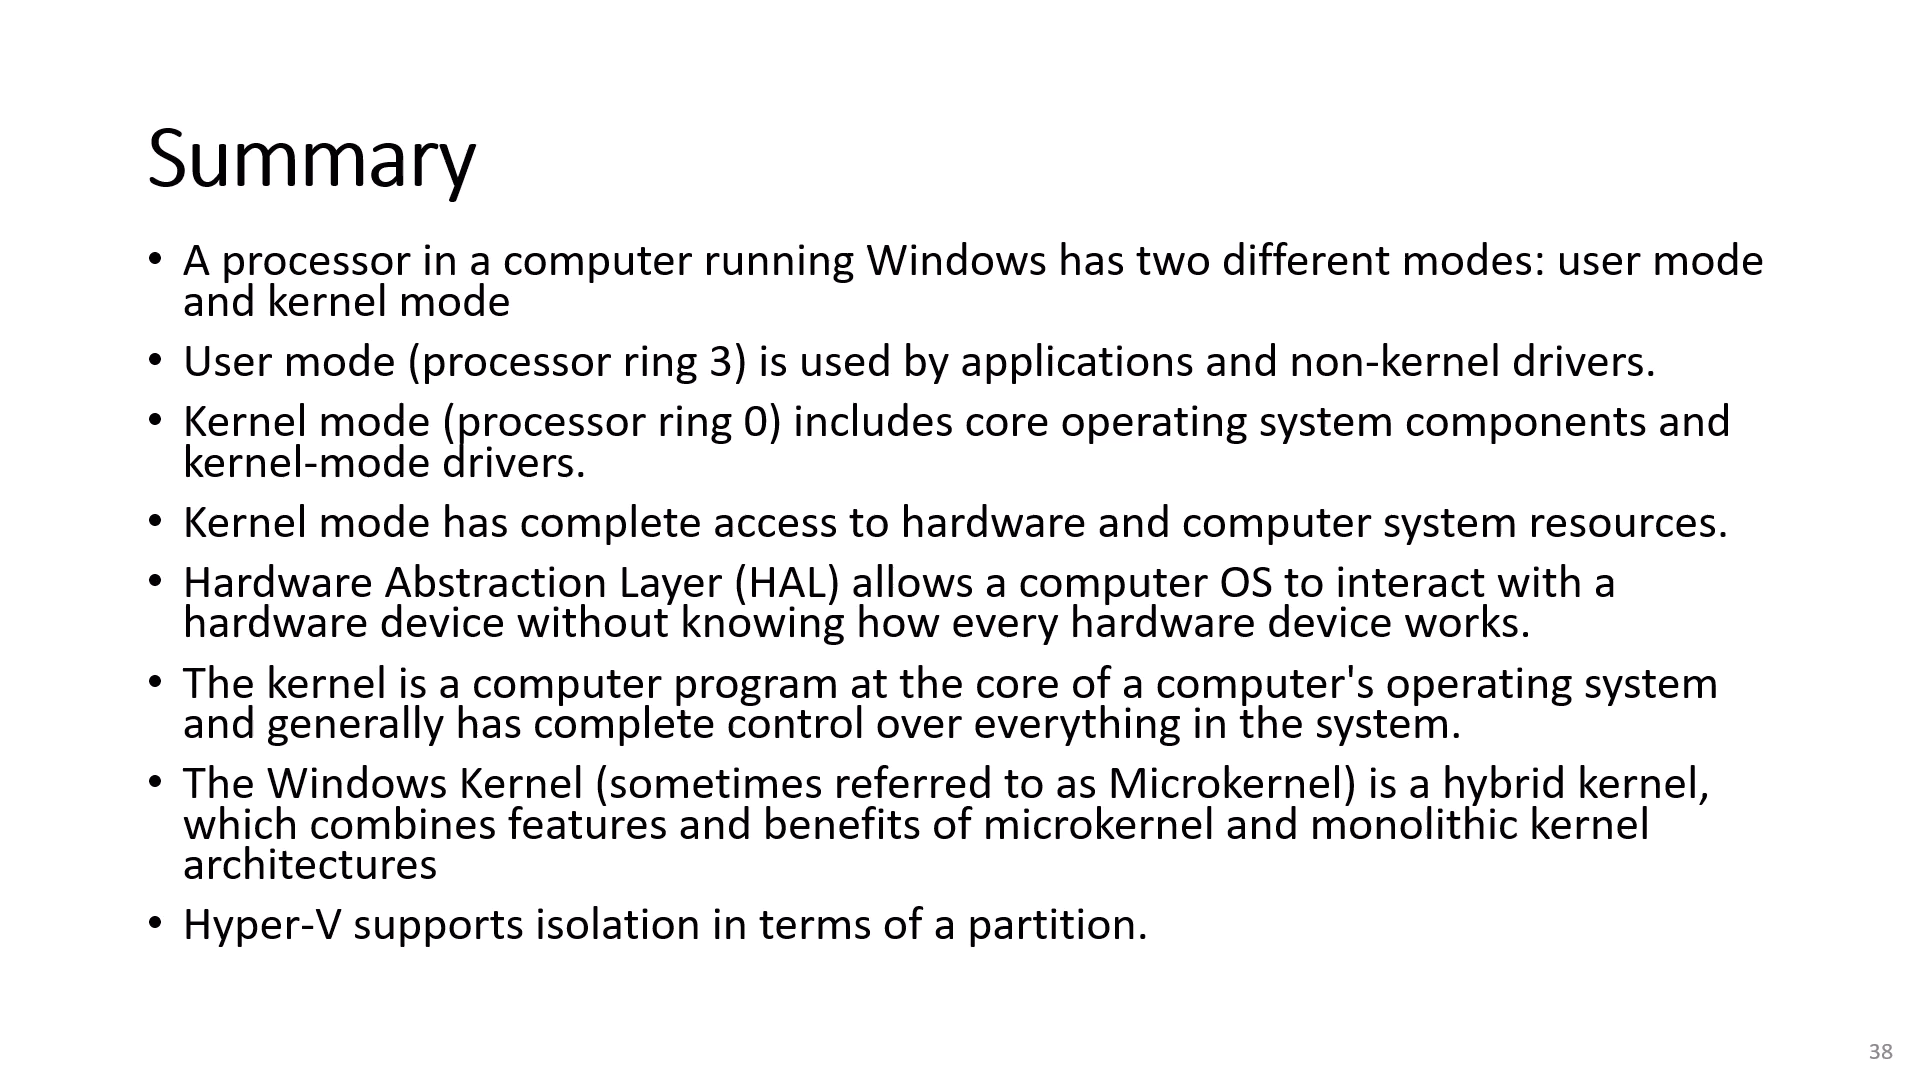 Summary
• A processor in a computer running Windows has two different modes: user mode
and kernel mode
• User mode (processor ring 3) is used by applications and non-kernel drivers.
• Kernel mode (processor ring 0) includes core operating system components and
kernel-mode drivers.
• Kernel mode has complete access to hardware and computer system resources.
• Hardware Abstraction Layer (HAL) allows a computer OS to interact with a
hardware device without knowing how every hardware device works.
• The kernel is a computer program at the core of a computer's operating system
and generally has complete control over everything in the system.
• The Windows Kernel (sometimes referred to as Microkernel) is a hybrid kernel,
which combines features and benefits of microkernel and monolithic kernel
architectures
• Hyper-V supports isolation in terms of a partition.
38